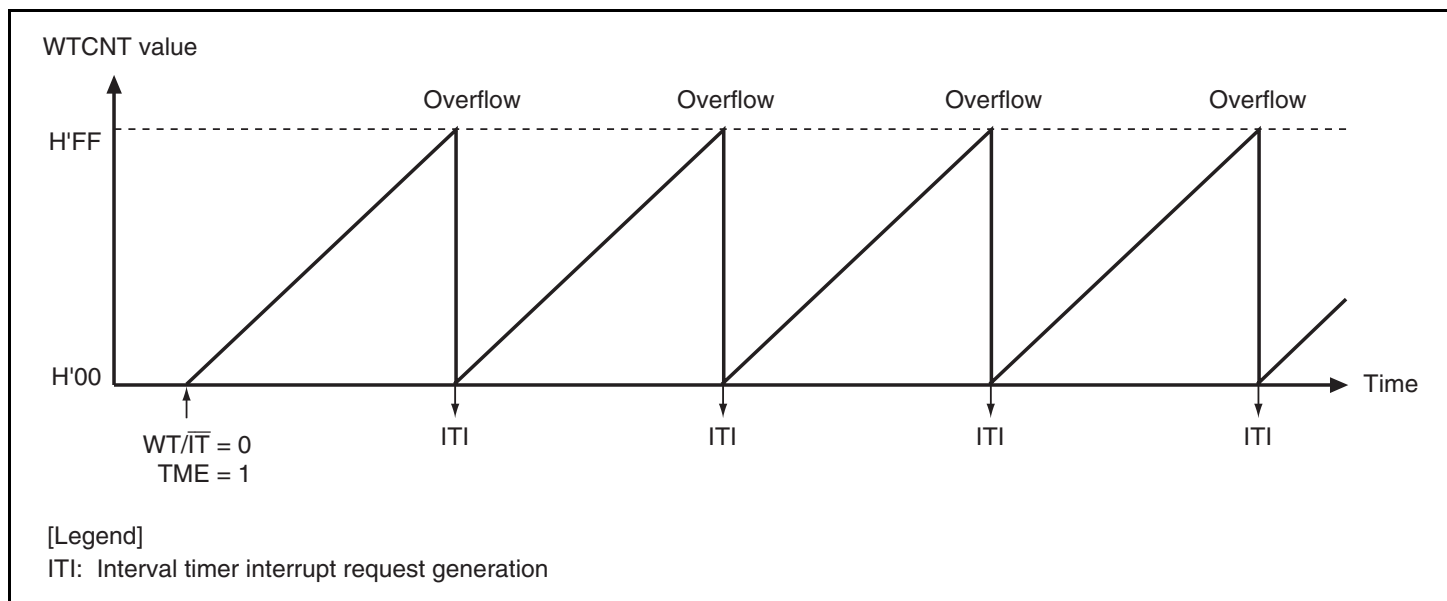 WTCNT value
Overflow Overflow Overflow Overflow
H'FF
H'00
Time
WT/I̅T̅ = 0
TME = 1
ITI ITI ITI ITI
[Legend]
ITI: Interval timer interrupt request generation